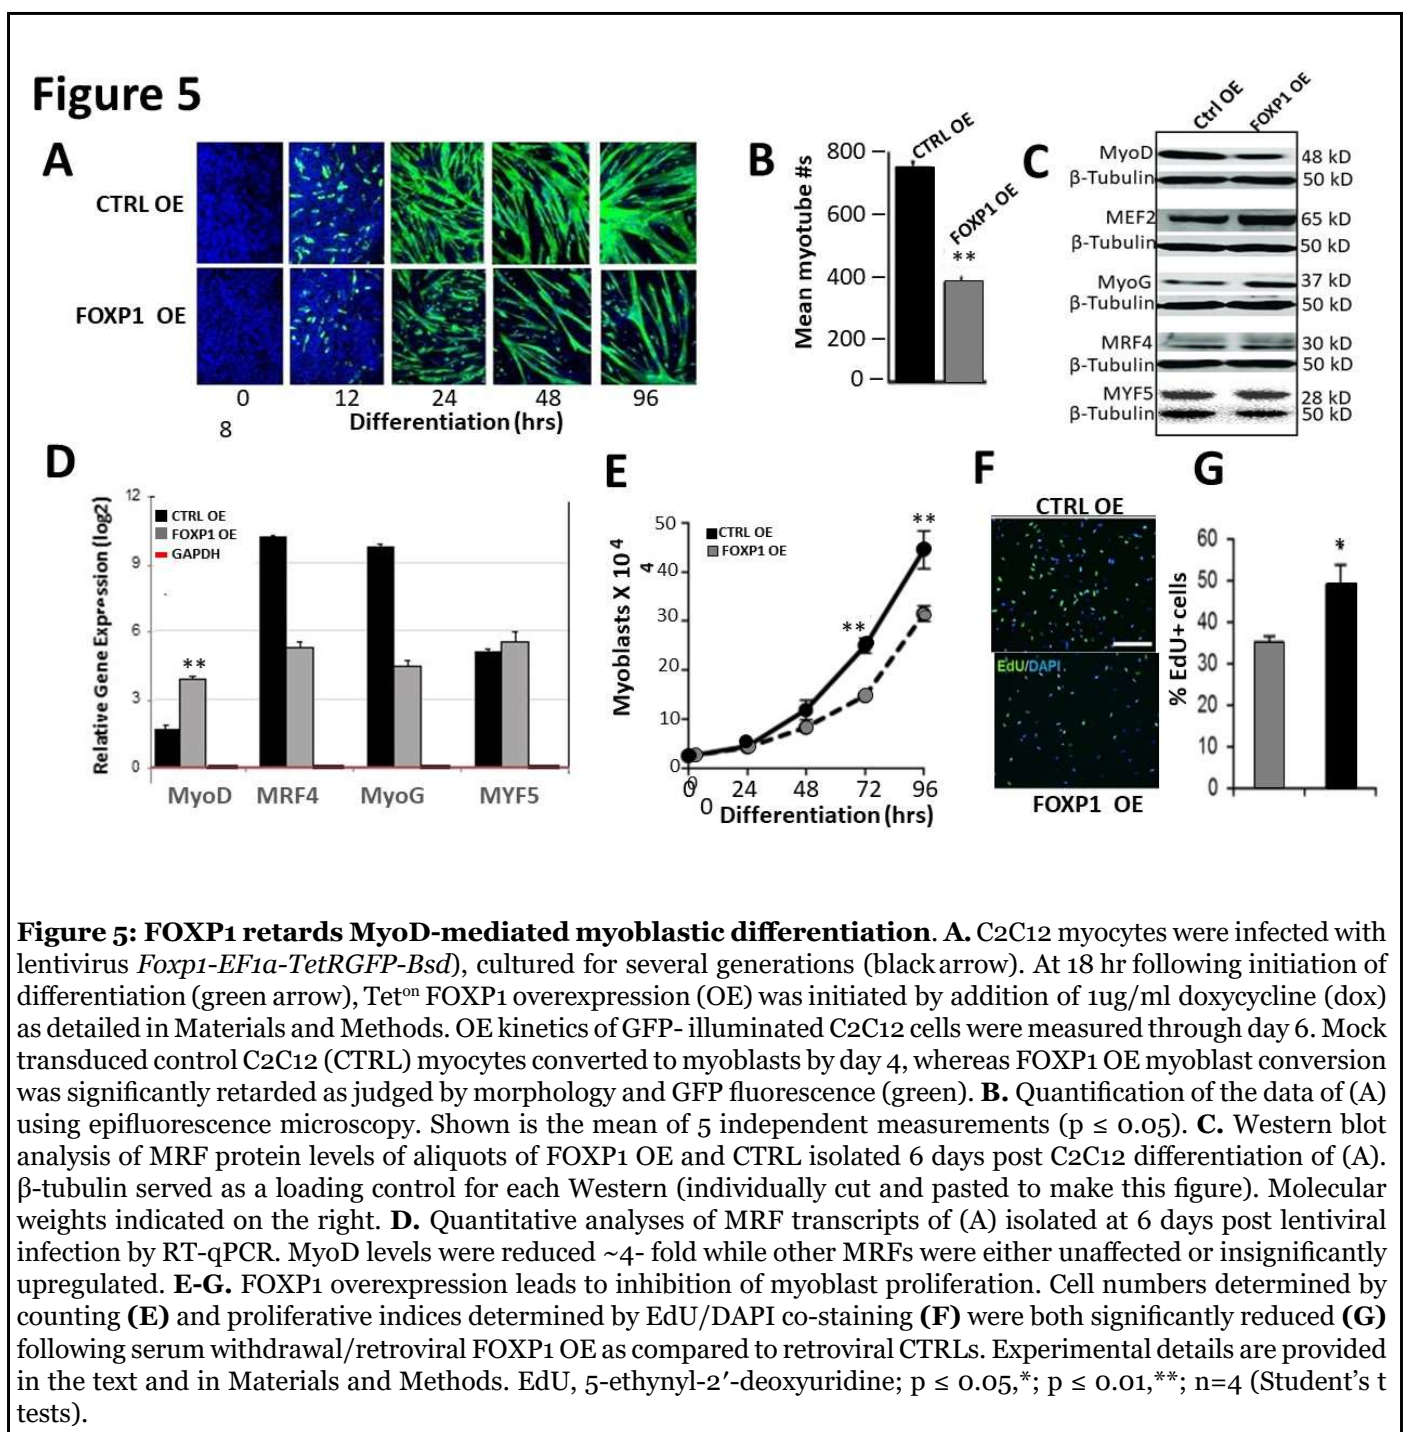 Figure 5
A
CTRL OE
FOXP1 OE
0 12 24 48 96
8
Differentiation (hrs)
B
Mean myotube #s
800
600
400
200
0
CTRL OE
FOXP1 OE
**
C
Ctrl OE
FOXP1 OE
MyoD 48 kD
β-Tubulin 50 kD
MEF2 65 kD
β-Tubulin 50 kD
MyoG 37 kD
β-Tubulin 50 kD
MRF4 30 kD
β-Tubulin 50 kD
MYF5 28 kD
β-Tubulin 50 kD
D
Relative Gene Expression (log2)
12
9
6
3
0
CTRL OE
FOXP1 OE
GAPDH
**
MyoD MRF4 MyoG MYF5
E
Myoblasts X 10 4
4
50
40
30
20
10
0
CTRL OE
FOXP1 OE
**
**
0 24 48 72 96
0
Differentiation (hrs)
F
CTRL OE
EdU/DAPI
FOXP1 OE
G
% EdU+ cells
60
50
40
30
20
10
0
*
Figure 5: FOXP1 retards MyoD-mediated myoblastic differentiation. A. C2C12 myocytes were infected with
lentivirus Foxp1-EF1a-TetRGFP-Bsd), cultured for several generations (black arrow). At 18 hr following initiation of
differentiation (green arrow), Tetᵒⁿ FOXP1 overexpression (OE) was initiated by addition of 1ug/ml doxycycline (dox)
as detailed in Materials and Methods. OE kinetics of GFP- illuminated C2C12 cells were measured through day 6. Mock
transduced control C2C12 (CTRL) myocytes converted to myoblasts by day 4, whereas FOXP1 OE myoblast conversion
was significantly retarded as judged by morphology and GFP fluorescence (green). B. Quantification of the data of (A)
using epifluorescence microscopy. Shown is the mean of 5 independent measurements (p ≤ 0.05). C. Western blot
analysis of MRF protein levels of aliquots of FOXP1 OE and CTRL isolated 6 days post C2C12 differentiation of (A).
β-tubulin served as a loading control for each Western (individually cut and pasted to make this figure). Molecular
weights indicated on the right. D. Quantitative analyses of MRF transcripts of (A) isolated at 6 days post lentiviral
infection by RT-qPCR. MyoD levels were reduced ~4- fold while other MRFs were either unaffected or insignificantly
upregulated. E-G. FOXP1 overexpression leads to inhibition of myoblast proliferation. Cell numbers determined by
counting (E) and proliferative indices determined by EdU/DAPI co-staining (F) were both significantly reduced (G)
following serum withdrawal/retroviral FOXP1 OE as compared to retroviral CTRLs. Experimental details are provided
in the text and in Materials and Methods. EdU, 5-ethynyl-2′-deoxyuridine; p ≤ 0.05,*; p ≤ 0.01,**; n=4 (Student's t
tests).